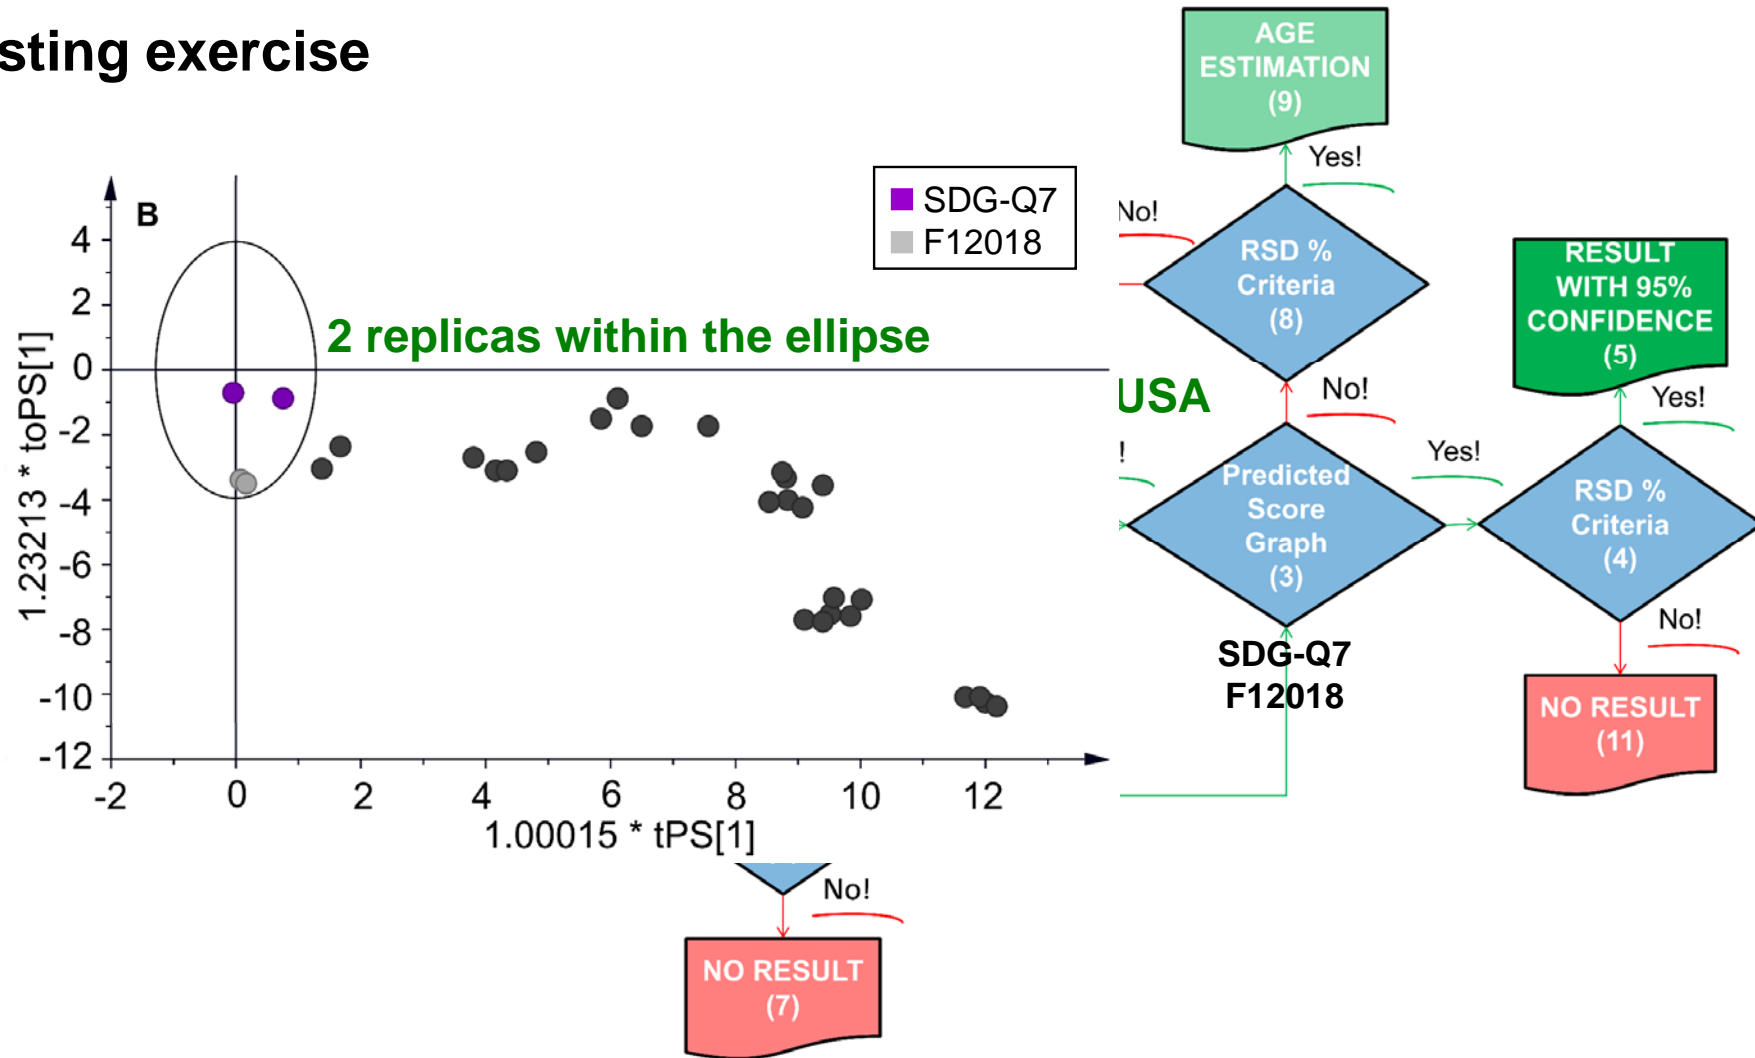 sting exercise
B
SDG-Q7
F12018
2 replicas within the ellipse
4
2
0
-2
-4
-6
-8
-10
-12
1.23213 * toPS[1]
-2
0
2
4
6
8
10
12
1.00015 * tPS[1]
AGE
ESTIMATION
(9)
Yes!
No!
RSD %
Criteria
(8)
RESULT
WITH 95%
CONFIDENCE
(5)
USA
No!
Yes!
!
Yes!
Predicted
Score
Graph
(3)
RSD %
Criteria
(4)
SDG-Q7
F12018
No!
NO RESULT
(11)
No!
NO RESULT
(7)